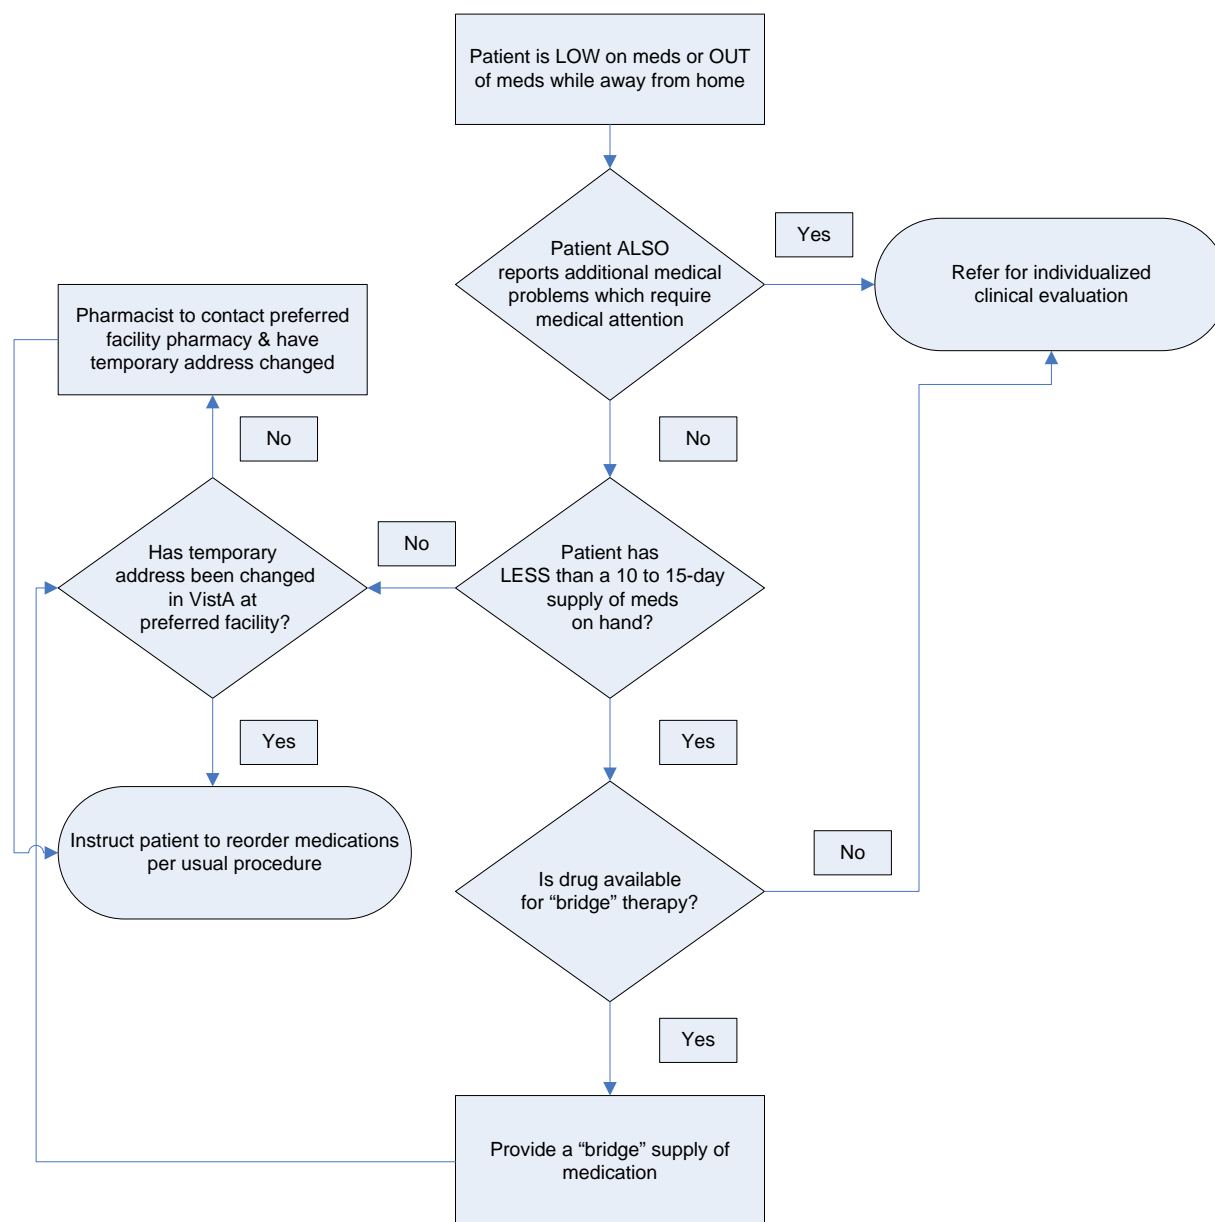 Patient is LOW on meds or OUT
of meds while away from home
Patient ALSO
reports additional medical
problems which require
medical attention
Yes
Refer for individualized
clinical evaluation
Pharmacist to contact preferred
facility pharmacy & have
temporary address changed
No
No
Has temporary
address been changed
in VistA at
preferred facility?
No
Patient has
LESS than a 10 to 15-day
supply of meds
on hand?
Yes
Yes
Instruct patient to reorder medications
per usual procedure
Is drug available
for “bridge” therapy?
No
Yes
Provide a “bridge” supply of
medication